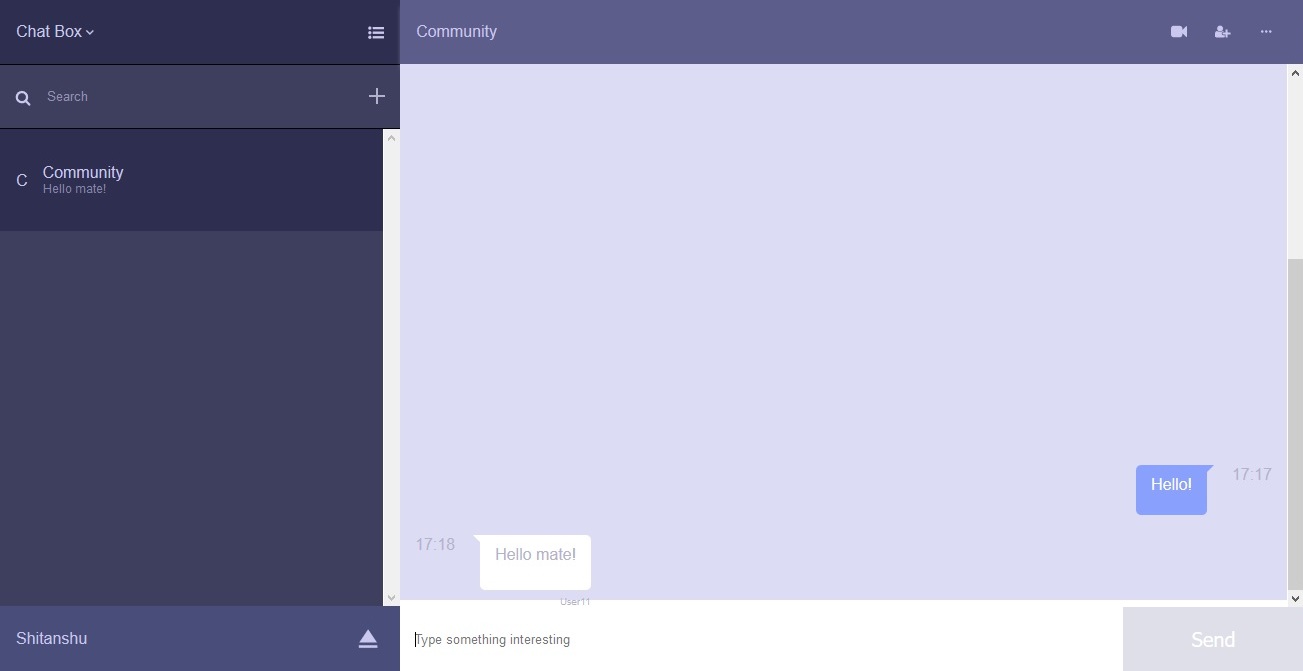 Chat Box
Community
Search
C
Community
Hello mate!
Hello!
17:17
17:18
Hello mate!
User11
Shitanshu
Type something interesting
Send